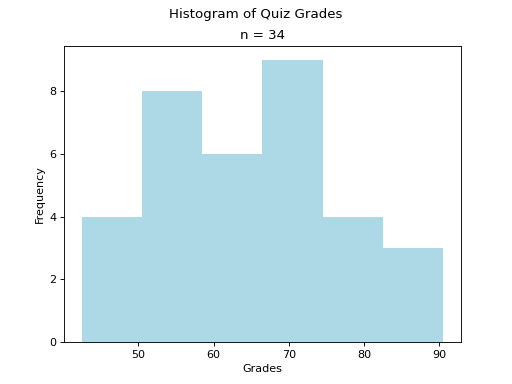 Histogram of Quiz Grades
n = 34
8
6
4
2
0
Frequency
50 60 70 80 90
Grades